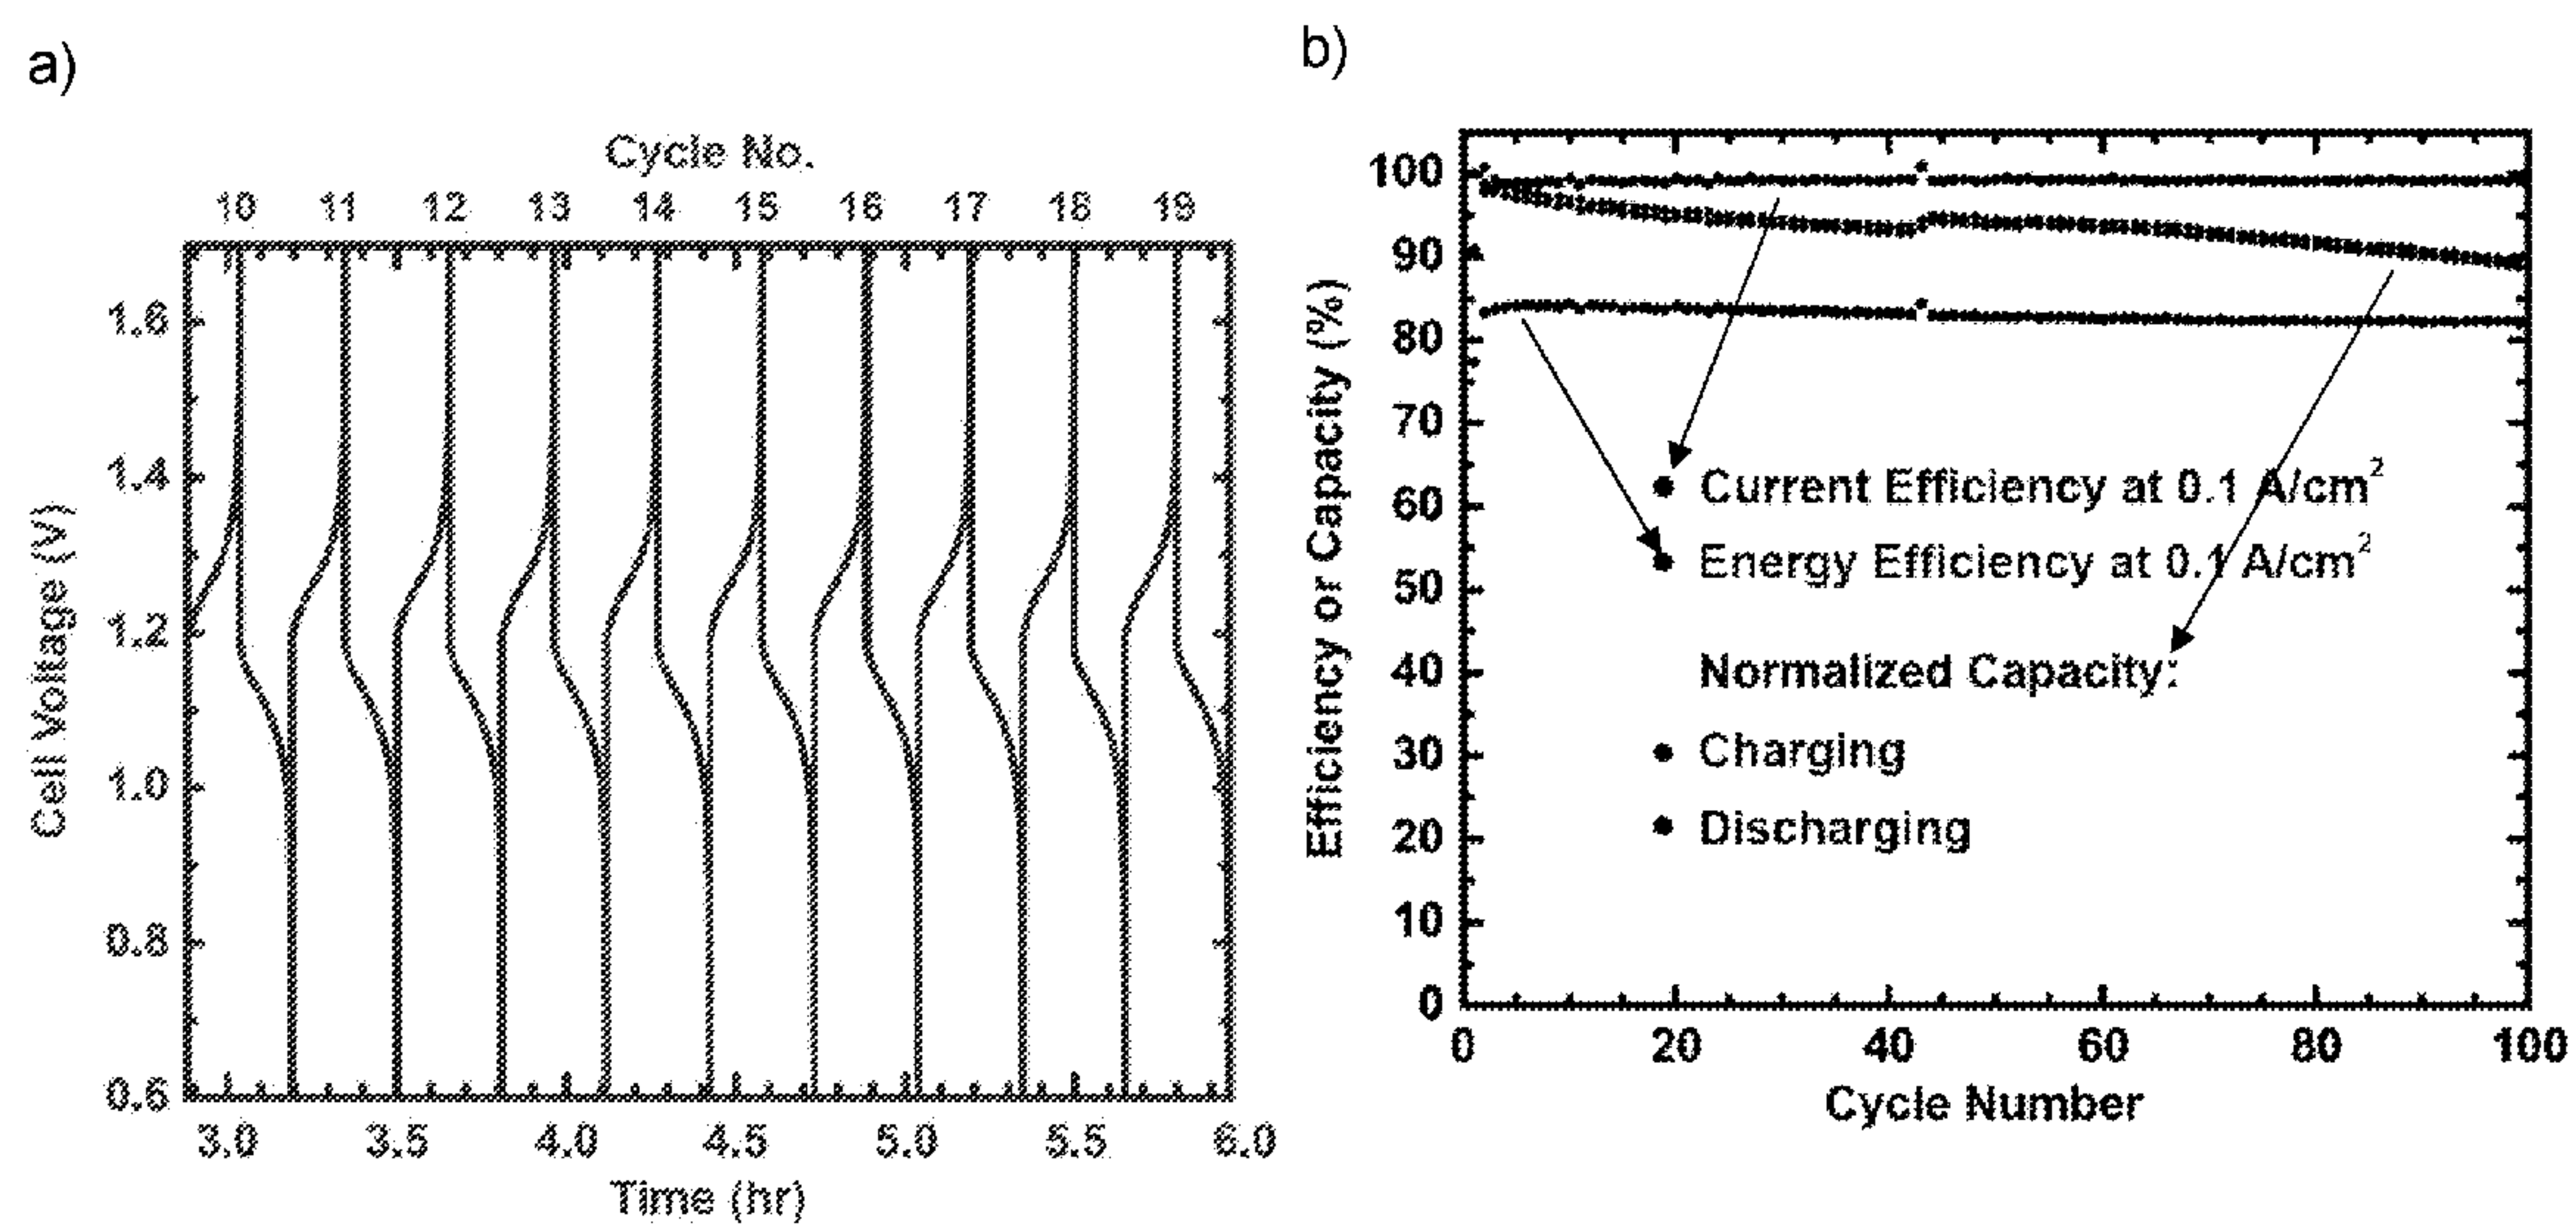 a)
Cycle No.
10 11 12 13 14 15 16 17 18 19
Cell Voltage (V)
1.6
1.4
1.2
1.0
0.8
0.6
3.0 3.5 4.0 4.5 5.0 5.5 6.0
Time (hr)
b)
Efficiency or Capacity (%)
100
90
80
70
60
50
40
30
20
10
0
Current Efficiency at 0.1 A/cm²
Energy Efficiency at 0.1 A/cm²
Normalized Capacity:
Charging
Discharging
0 20 40 60 80 100
Cycle Number